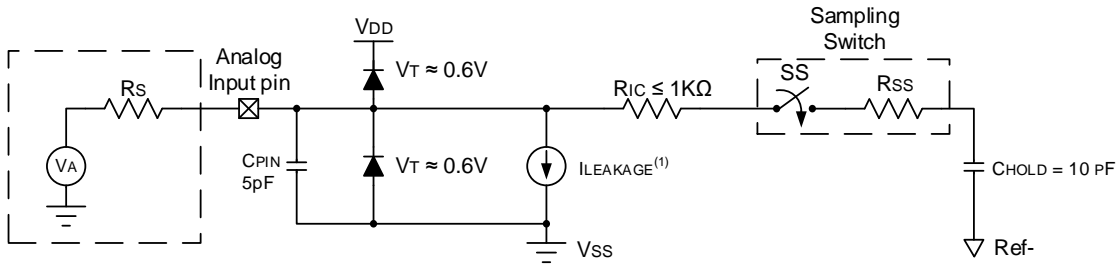 Sampling
Switch
VDD
Analog
Input pin
VT ≈ 0.6V
RS
RIC ≤ 1KΩ
SS
RSS
VA
CPIN
5pF
VT ≈ 0.6V
ILEAKAGE(1)
CHOLD = 10 PF
VSS
Ref-